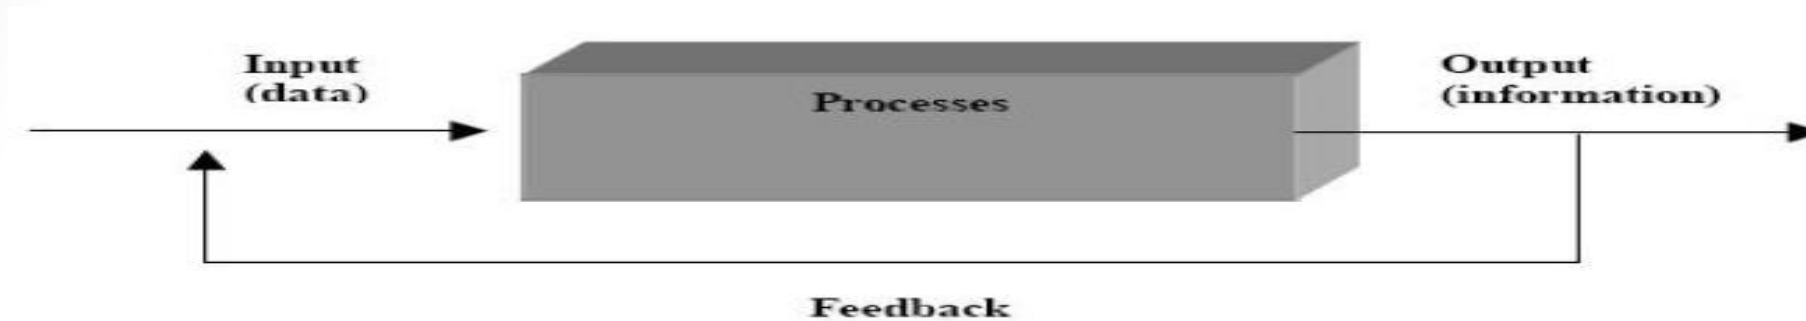 Input
(data)
Processes
Output
(information)
Feedback